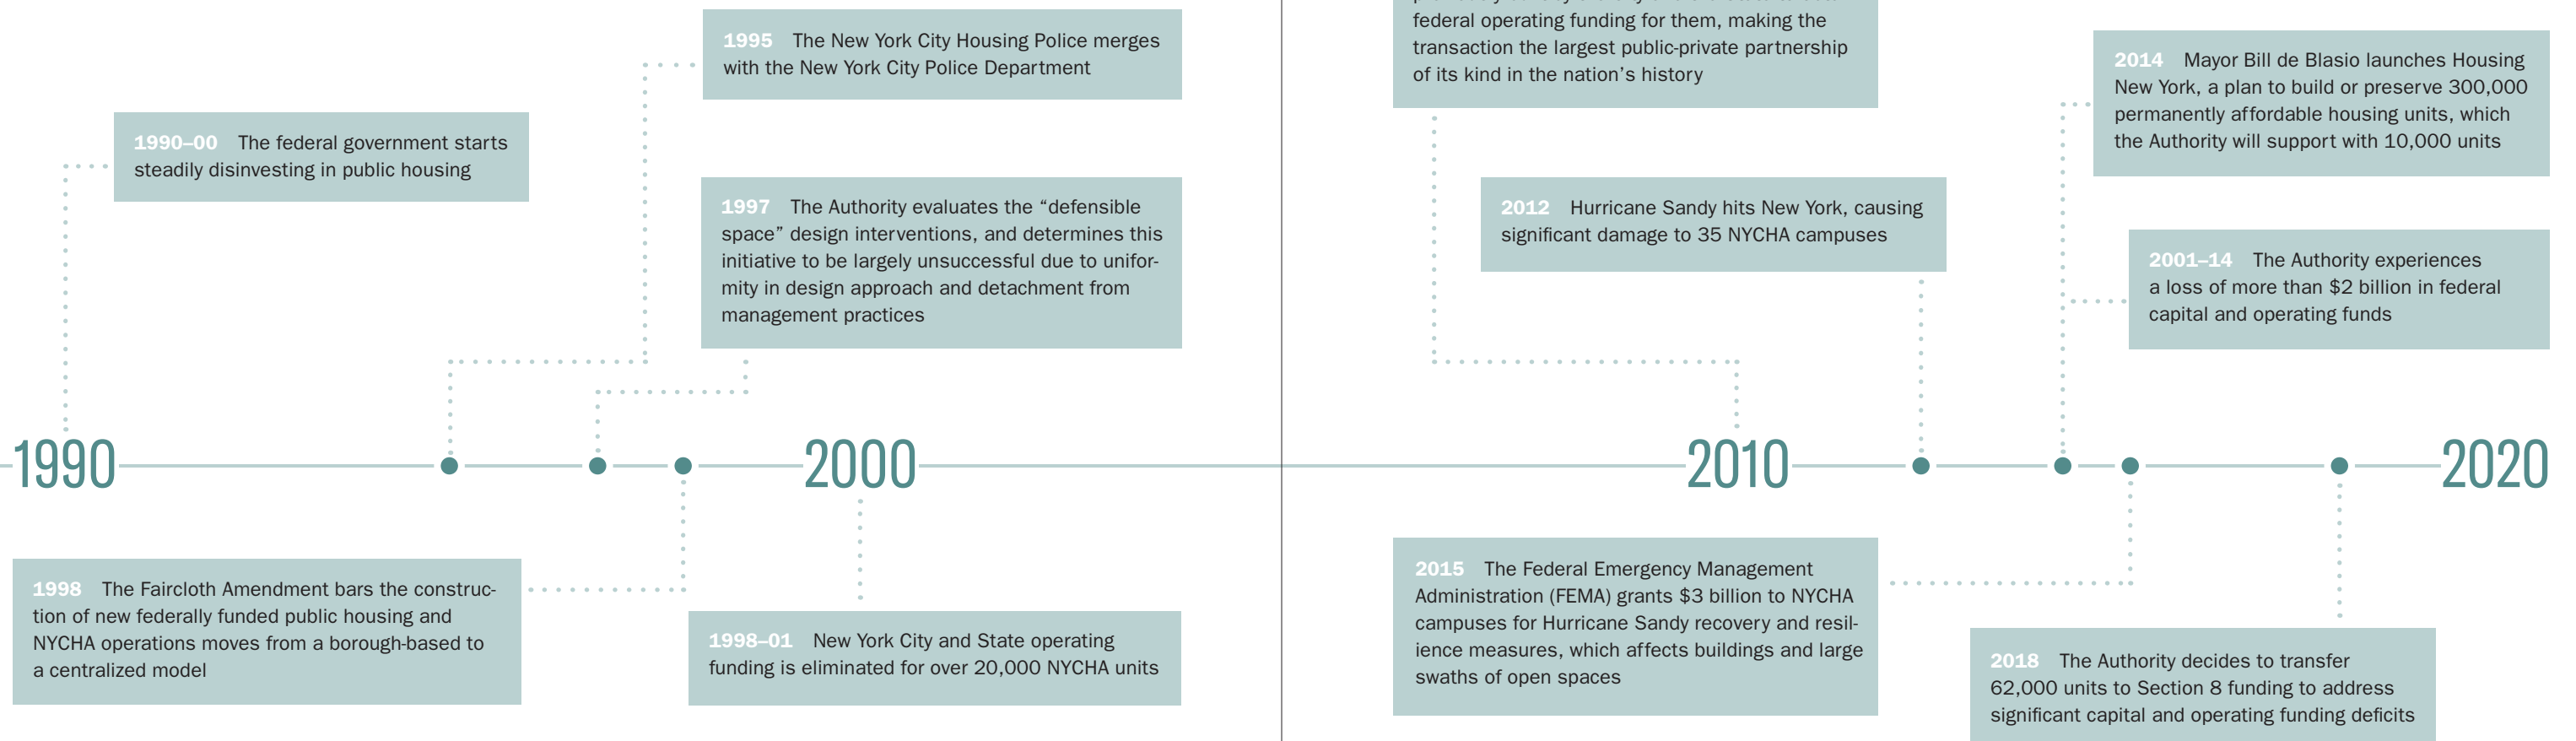 1995 The New York City Housing Police merges
with the New York City Police Department
1990–00 The federal government starts
steadily disinvesting in public housing
1997 The Authority evaluates the “defensible
space” design interventions, and determines this
initiative to be largely unsuccessful due to unifor-
mity in design approach and detachment from
management practices
federal operating funding for them, making the
transaction the largest public-private partnership
of its kind in the nation’s history
2014 Mayor Bill de Blasio launches Housing
New York, a plan to build or preserve 300,000
permanently affordable housing units, which
the Authority will support with 10,000 units
2012 Hurricane Sandy hits New York, causing
significant damage to 35 NYCHA campuses
2001–14 The Authority experiences
a loss of more than $2 billion in federal
capital and operating funds
1990
2000
2010
2020
1998 The Faircloth Amendment bars the construc-
tion of new federally funded public housing and
NYCHA operations moves from a borough-based to
a centralized model
1998–01 New York City and State operating
funding is eliminated for over 20,000 NYCHA units
2015 The Federal Emergency Management
Administration (FEMA) grants $3 billion to NYCHA
campuses for Hurricane Sandy recovery and resil-
ience measures, which affects buildings and large
swaths of open spaces
2018 The Authority decides to transfer
62,000 units to Section 8 funding to address
significant capital and operating funding deficits